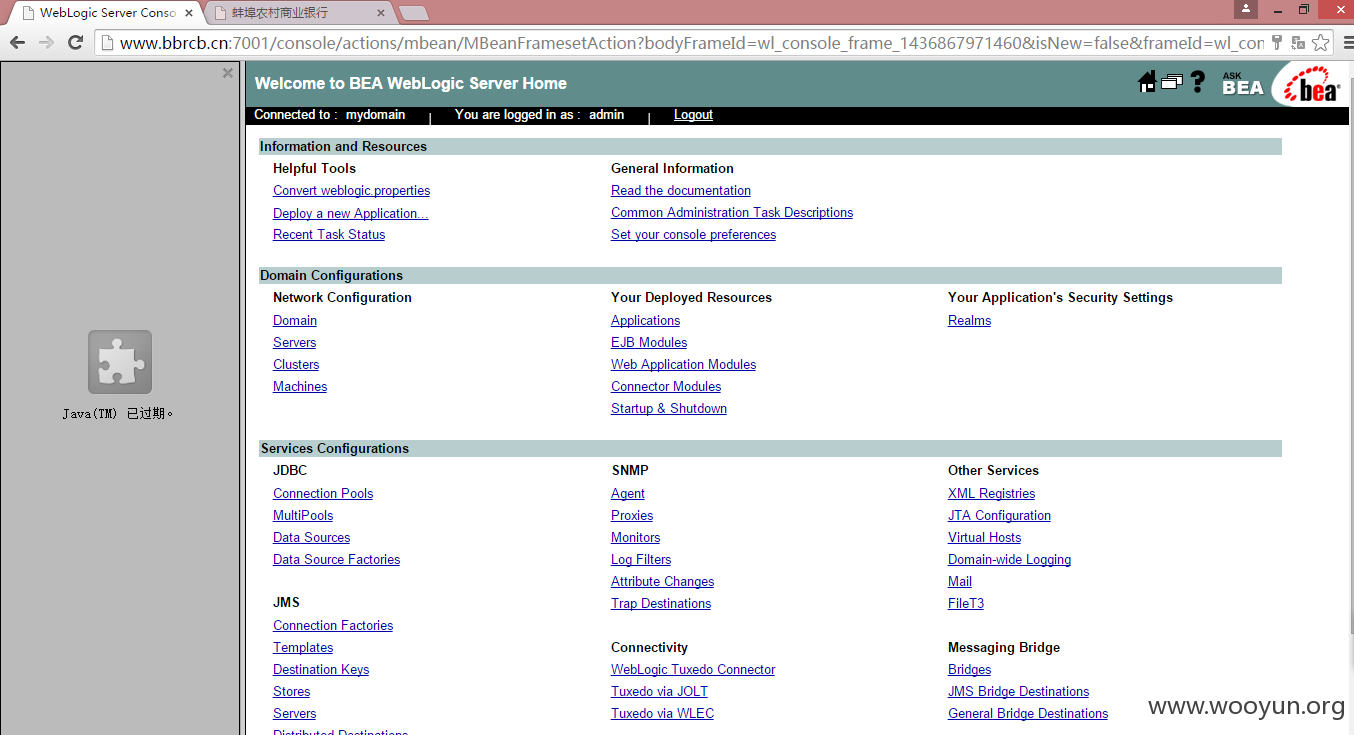 WebLogic Server Conso
蚌埠农村商业银行
www.bbrcb.cn:7001/console/actions/mbean/MBeanFramesetAction?bodyFrameId=wl_console_frame_1436867971460&isNew=false&frameId=wl_con
Welcome to BEA WebLogic Server Home
ASK
BEA
bea
Connected to : mydomain | You are logged in as : admin | Logout
Information and Resources
Helpful Tools
General Information
Convert weblogic.properties
Read the documentation
Deploy a new Application...
Common Administration Task Descriptions
Recent Task Status
Set your console preferences
Domain Configurations
Network Configuration
Your Deployed Resources
Your Application's Security Settings
Domain
Applications
Realms
Servers
EJB Modules
Clusters
Web Application Modules
Machines
Connector Modules
Startup & Shutdown
Java(TM) 已过期。
Services Configurations
JDBC
SNMP
Other Services
Connection Pools
Agent
XML Registries
MultiPools
Proxies
JTA Configuration
Data Sources
Monitors
Virtual Hosts
Data Source Factories
Log Filters
Domain-wide Logging
Attribute Changes
Mail
JMS
Trap Destinations
FileT3
Connection Factories
Templates
Connectivity
Messaging Bridge
Destination Keys
WebLogic Tuxedo Connector
Bridges
Stores
Tuxedo via JOLT
JMS Bridge Destinations
Servers
Tuxedo via WLEC
General Bridge Destinations
Distributed Destinations
www.wooyun.org